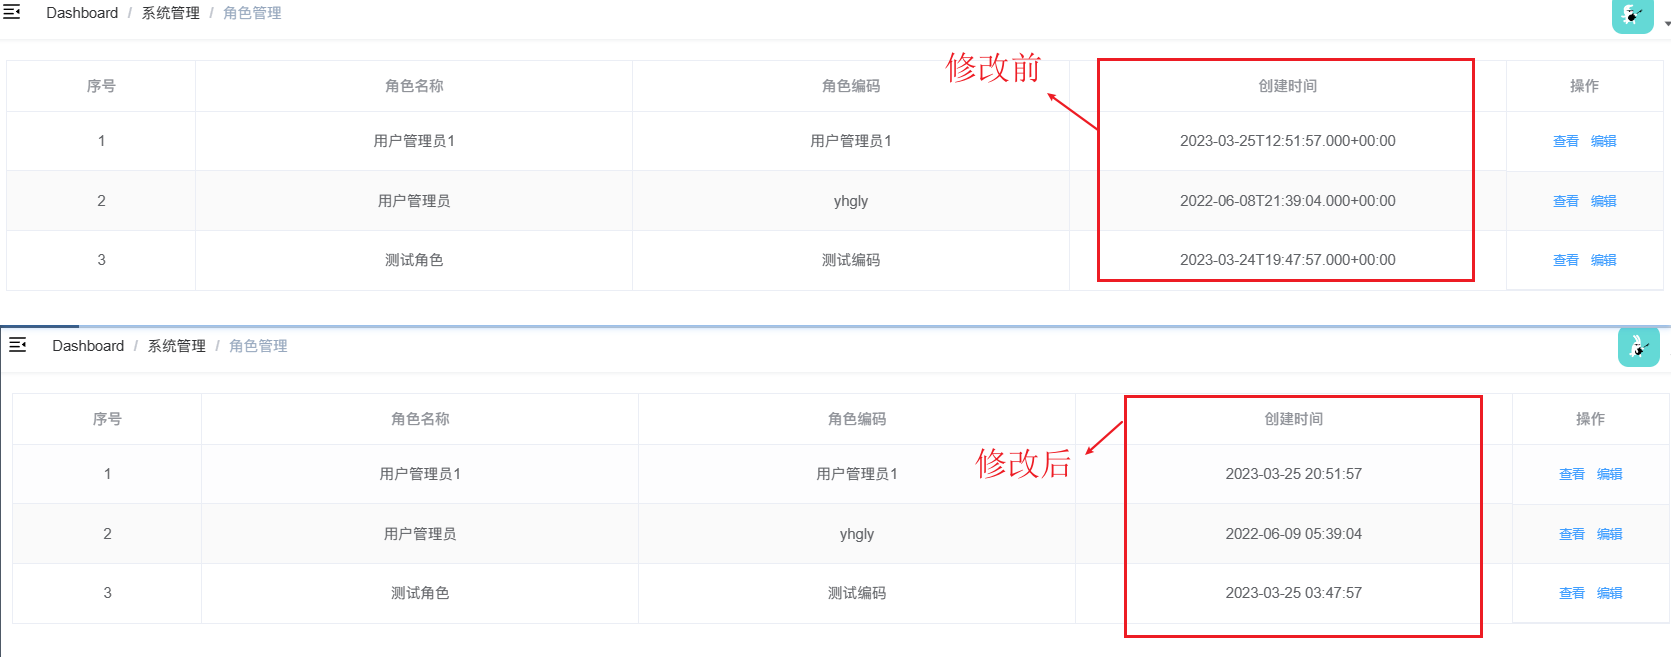 Dashboard / 系统管理 / 角色管理
修改前
序号 角色名称 角色编码 创建时间 操作
1 用户管理员1 用户管理员1 2023-03-25T12:51:57.000+00:00 查看 编辑
2 用户管理员 yhgly 2022-06-08T21:39:04.000+00:00 查看 编辑
3 测试角色 测试编码 2023-03-24T19:47:57.000+00:00 查看 编辑
Dashboard / 系统管理 / 角色管理
序号 角色名称 角色编码 创建时间 操作
修改后
1 用户管理员1 用户管理员1 2023-03-25 20:51:57 查看 编辑
2 用户管理员 yhgly 2022-06-09 05:39:04 查看 编辑
3 测试角色 测试编码 2023-03-25 03:47:57 查看 编辑